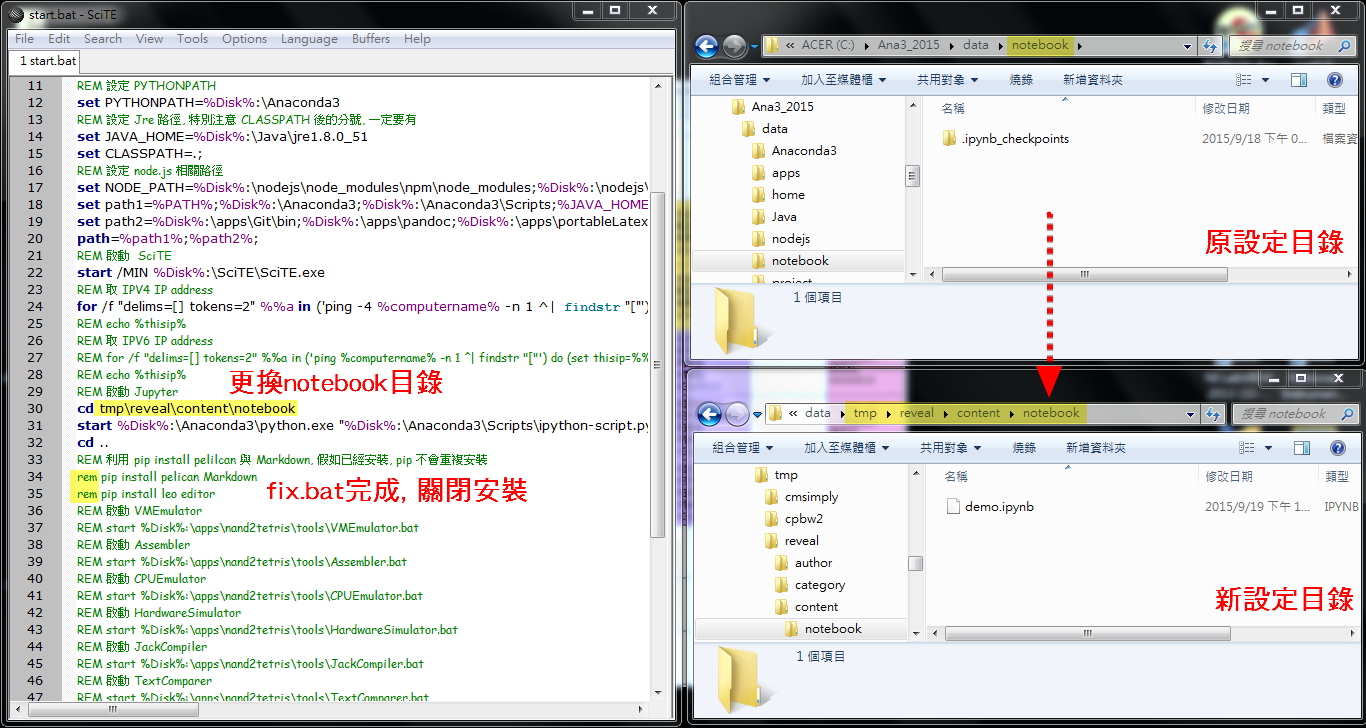 start.bat - SciTE
File Edit Search View Tools Options Language Buffers Help
1 start.bat
11 REM 設定 PYTHONPATH
12 set PYTHONPATH=%Disk%:\Anaconda3
13 REM 設定 Jre 路徑, 特別注意 CLASSPATH 後的分號, 一定要有
14 set JAVA_HOME=%Disk%:\Java\jre1.8.0_51
15 set CLASSPATH=.;
16 REM 設定 node.js 相關路徑
17 set NODE_PATH=%Disk%:\nodejs\node_modules\npm\node_modules;%Disk%:\nodejs\
18 set path1=%PATH%;%Disk%:\Anaconda3;%Disk%:\Anaconda3\Scripts;%JAVA_HOME
19 set path2=%Disk%:\apps\Git\bin;%Disk%:\apps\pandoc;%Disk%:\apps\portableLatex
20 path=%path1%;%path2%;
21 REM 啟動 SciTE
22 start /MIN %Disk%:\SciTE\SciTE.exe
23 REM 取 IPV4 IP address
24 for /f "delims=[] tokens=2" %%a in ('ping -4 %computername% -n 1 ^| findstr "["')
25 REM echo %thisip%
26 REM 取 IPV6 IP address
27 REM for /f "delims=[] tokens=2" %%a in ('ping %computername% -n 1 ^| findstr "["') do (set thisip=%%
28 REM echo %thisip%
更換notebook目錄
29 REM 啟動 Jupyter
30 cd tmp\reveal\content\notebook
31 start %Disk%:\Anaconda3\python.exe "%Disk%:\Anaconda3\Scripts\ipython-script.py
32 cd ..
33 REM 利用 pip install pelilcan 與 Markdown, 假如已經安裝, pip 不會重複安裝
34 rem pip install pelican Markdown
35 rem pip install leo editor
fix.bat完成, 關閉安裝
36 REM 啟動 VMEmulator
37 REM start %Disk%:\apps\nand2tetris\tools\VMEmulator.bat
38 REM 啟動 Assembler
39 REM start %Disk%:\apps\nand2tetris\tools\Assembler.bat
40 REM 啟動 CPUEmulator
41 REM start %Disk%:\apps\nand2tetris\tools\CPUEmulator.bat
42 REM 啟動 HardwareSimulator
43 REM start %Disk%:\apps\nand2tetris\tools\HardwareSimulator.bat
44 REM 啟動 JackCompiler
45 REM start %Disk%:\apps\nand2tetris\tools\JackCompiler.bat
46 REM 啟動 TextComparer
47 REM start %Disk%:\apps\nand2tetris\tools\TextComparer.bat
« ACER (C:) Ana3_2015 data notebook
搜尋 notebook
組合管理 加入至媒體櫃 共用對象 燒錄 新增資料夾
Ana3_2015
data
Anaconda3
apps
home
Java
nodejs
notebook
project
名稱 修改日期 類型
.ipynb_checkpoints 2015/9/18 下午 0... 檔案資
原設定目錄
1 個項目
« data tmp reveal content notebook
搜尋 notebook
組合管理 加入至媒體櫃 共用對象 燒錄 新增資料夾
tmp
cmsimply
cpbw2
reveal
author
category
content
notebook
名稱 修改日期 類型
demo.ipynb 2015/9/19 下午 1... IPYNB
新設定目錄
1 個項目